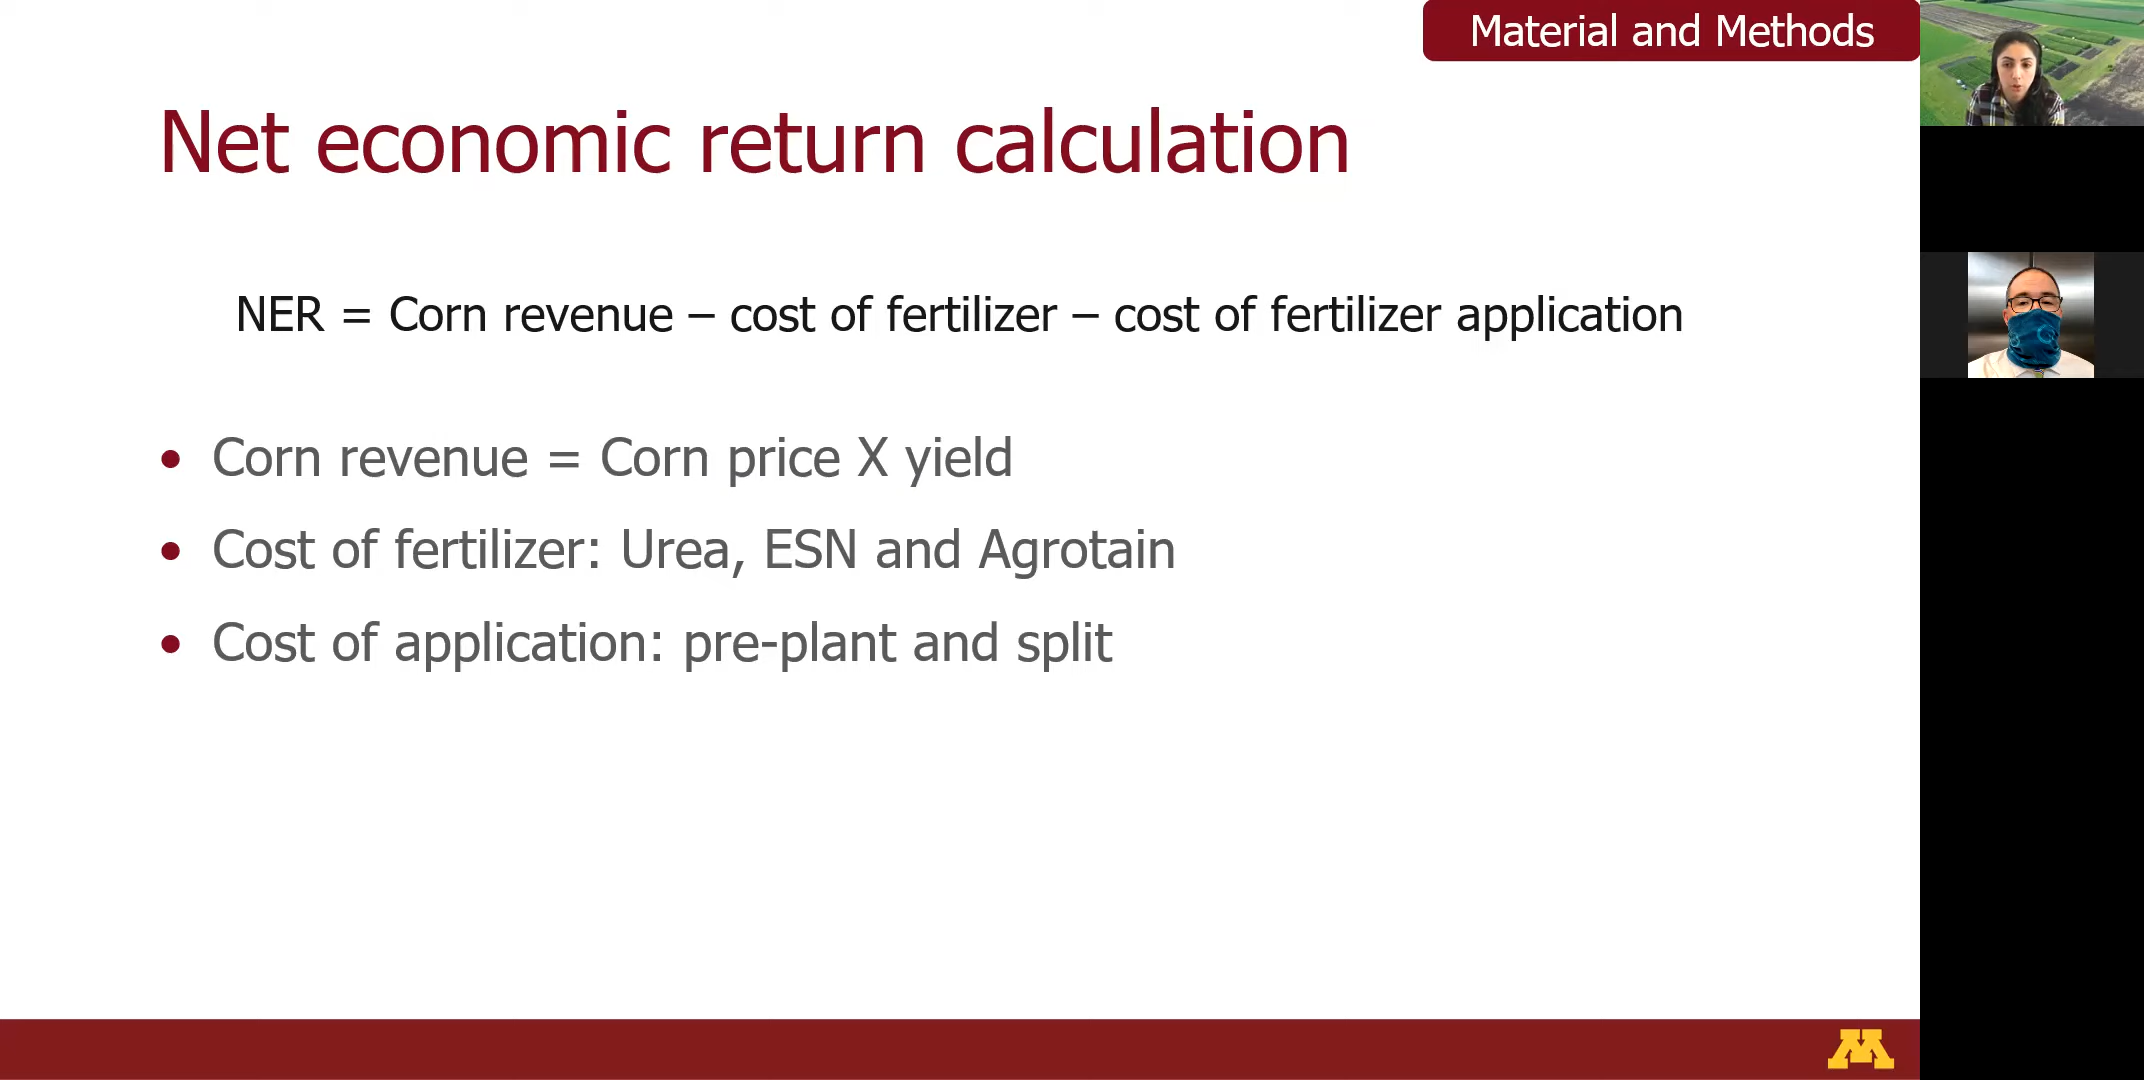 Material and Methods
Net economic return calculation
NER = Corn revenue – cost of fertilizer – cost of fertilizer application
• Corn revenue = Corn price X yield
• Cost of fertilizer: Urea, ESN and Agrotain
• Cost of application: pre-plant and split
M